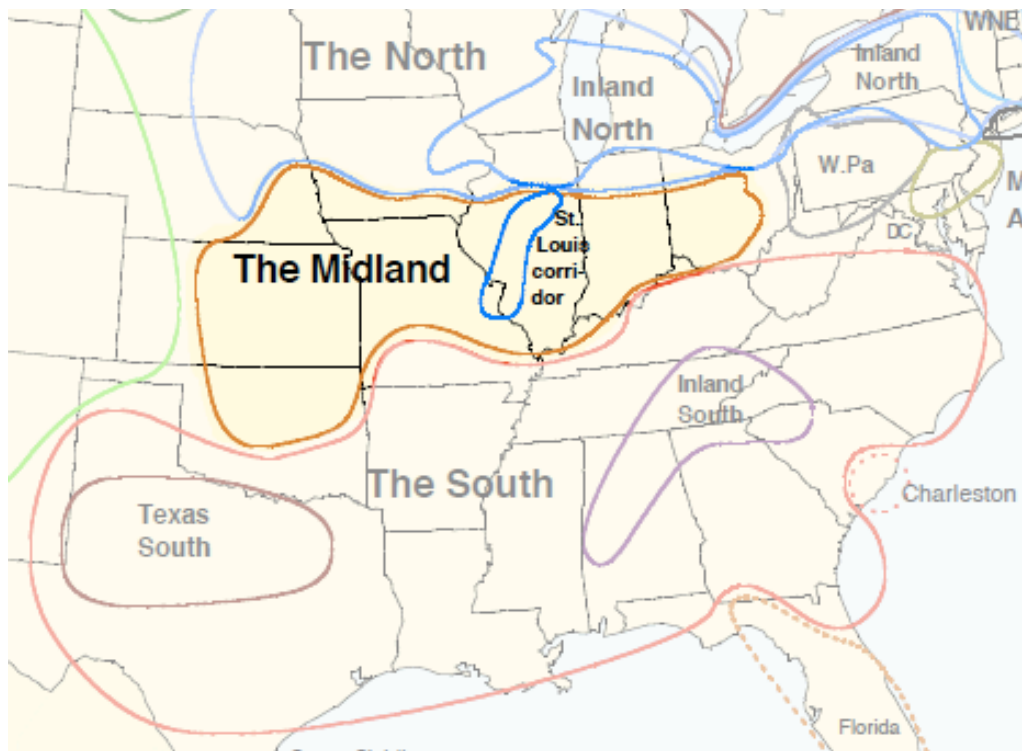 WNE
The North
Inland
North
Inland
North
W.Pa
M
A
DC
St.
Louis
corri-
dor
The Midland
Inland
South
The South
Charleston
Texas
South
Florida